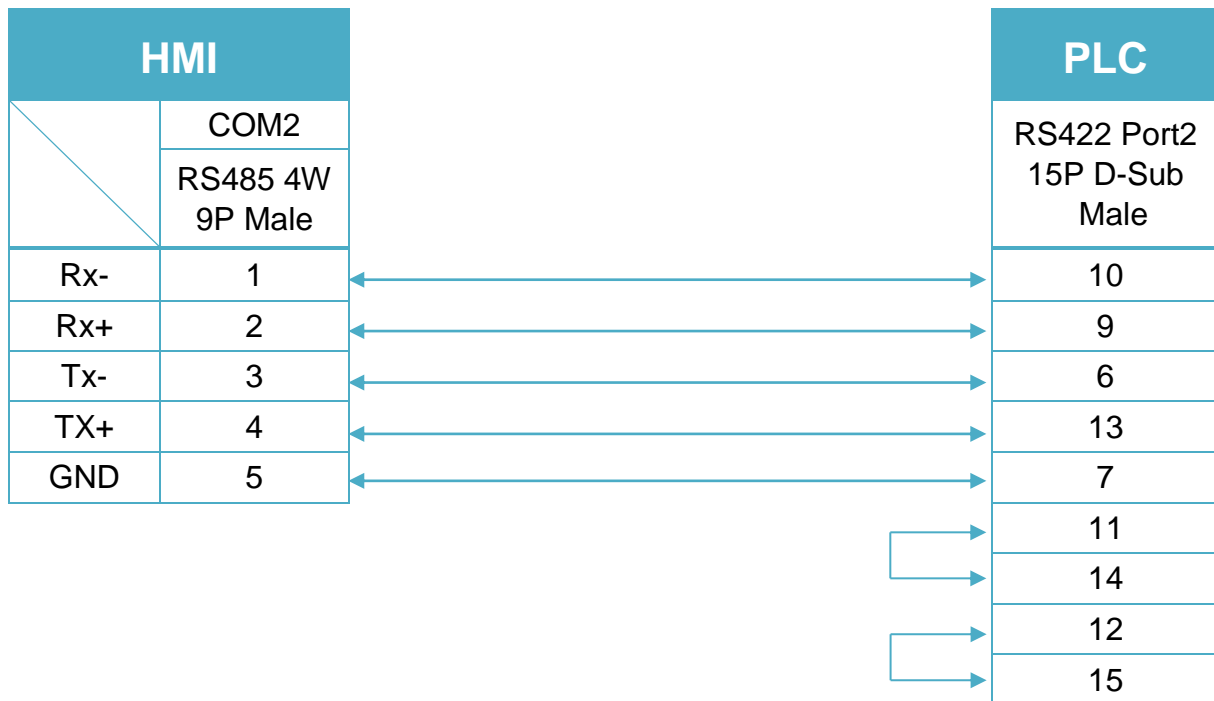 HMI
PLC
COM2
RS485 4W
9P Male
RS422 Port2
15P D-Sub
Male
Rx- 1 10
Rx+ 2 9
Tx- 3 6
TX+ 4 13
GND 5 7
11
14
12
15